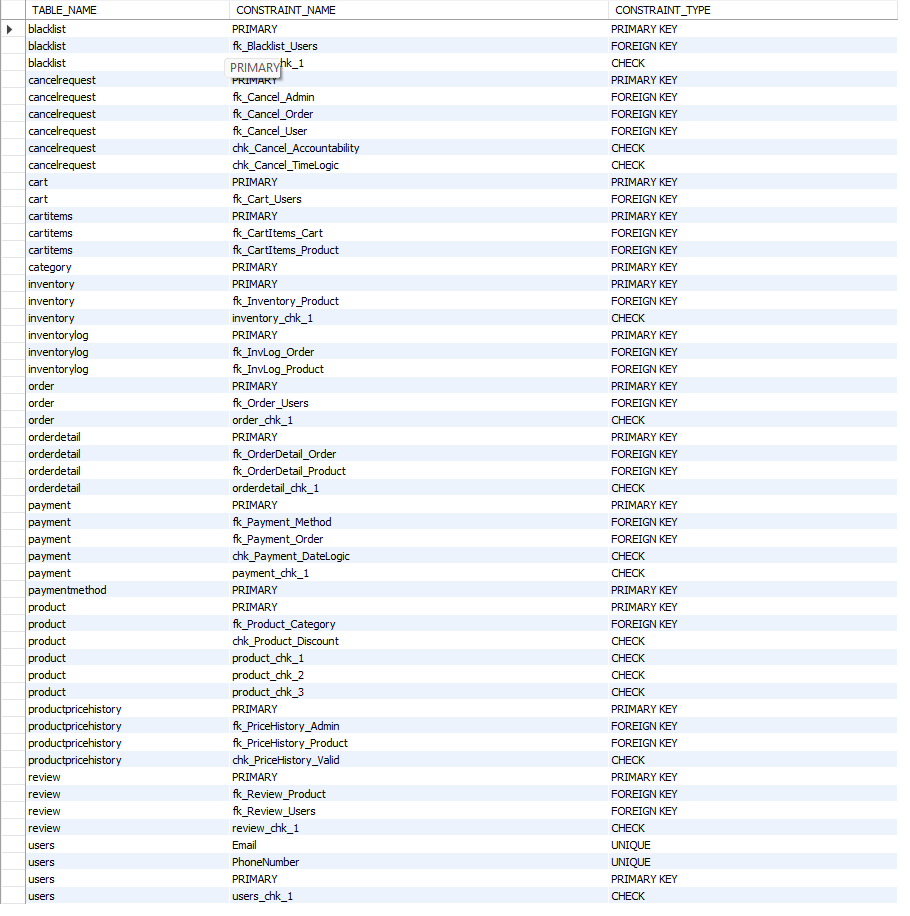 TABLE_NAME CONSTRAINT_NAME CONSTRAINT_TYPE
blacklist PRIMARY PRIMARY KEY
blacklist fk_Blacklist_Users FOREIGN KEY
blacklist hk_1 CHECK
PRIMARY
cancelrequest PRIMARY PRIMARY KEY
cancelrequest fk_Cancel_Admin FOREIGN KEY
cancelrequest fk_Cancel_Order FOREIGN KEY
cancelrequest fk_Cancel_User FOREIGN KEY
cancelrequest chk_Cancel_Accountability CHECK
cancelrequest chk_Cancel_TimeLogic CHECK
cart PRIMARY PRIMARY KEY
cart fk_Cart_Users FOREIGN KEY
cartitems PRIMARY PRIMARY KEY
cartitems fk_CartItems_Cart FOREIGN KEY
cartitems fk_CartItems_Product FOREIGN KEY
category PRIMARY PRIMARY KEY
inventory PRIMARY PRIMARY KEY
inventory fk_Inventory_Product FOREIGN KEY
inventory inventory_chk_1 CHECK
inventorylog PRIMARY PRIMARY KEY
inventorylog fk_InvLog_Order FOREIGN KEY
inventorylog fk_InvLog_Product FOREIGN KEY
order PRIMARY PRIMARY KEY
order fk_Order_Users FOREIGN KEY
order order_chk_1 CHECK
orderdetail PRIMARY PRIMARY KEY
orderdetail fk_OrderDetail_Order FOREIGN KEY
orderdetail fk_OrderDetail_Product FOREIGN KEY
orderdetail orderdetail_chk_1 CHECK
payment PRIMARY PRIMARY KEY
payment fk_Payment_Method FOREIGN KEY
payment fk_Payment_Order FOREIGN KEY
payment chk_Payment_DateLogic CHECK
payment payment_chk_1 CHECK
paymentmethod PRIMARY PRIMARY KEY
product PRIMARY PRIMARY KEY
product fk_Product_Category FOREIGN KEY
product chk_Product_Discount CHECK
product product_chk_1 CHECK
product product_chk_2 CHECK
product product_chk_3 CHECK
productpricehistory PRIMARY PRIMARY KEY
productpricehistory fk_PriceHistory_Admin FOREIGN KEY
productpricehistory fk_PriceHistory_Product FOREIGN KEY
productpricehistory chk_PriceHistory_Valid CHECK
review PRIMARY PRIMARY KEY
review fk_Review_Product FOREIGN KEY
review fk_Review_Users FOREIGN KEY
review review_chk_1 CHECK
users Email UNIQUE
users PhoneNumber UNIQUE
users PRIMARY PRIMARY KEY
users users_chk_1 CHECK